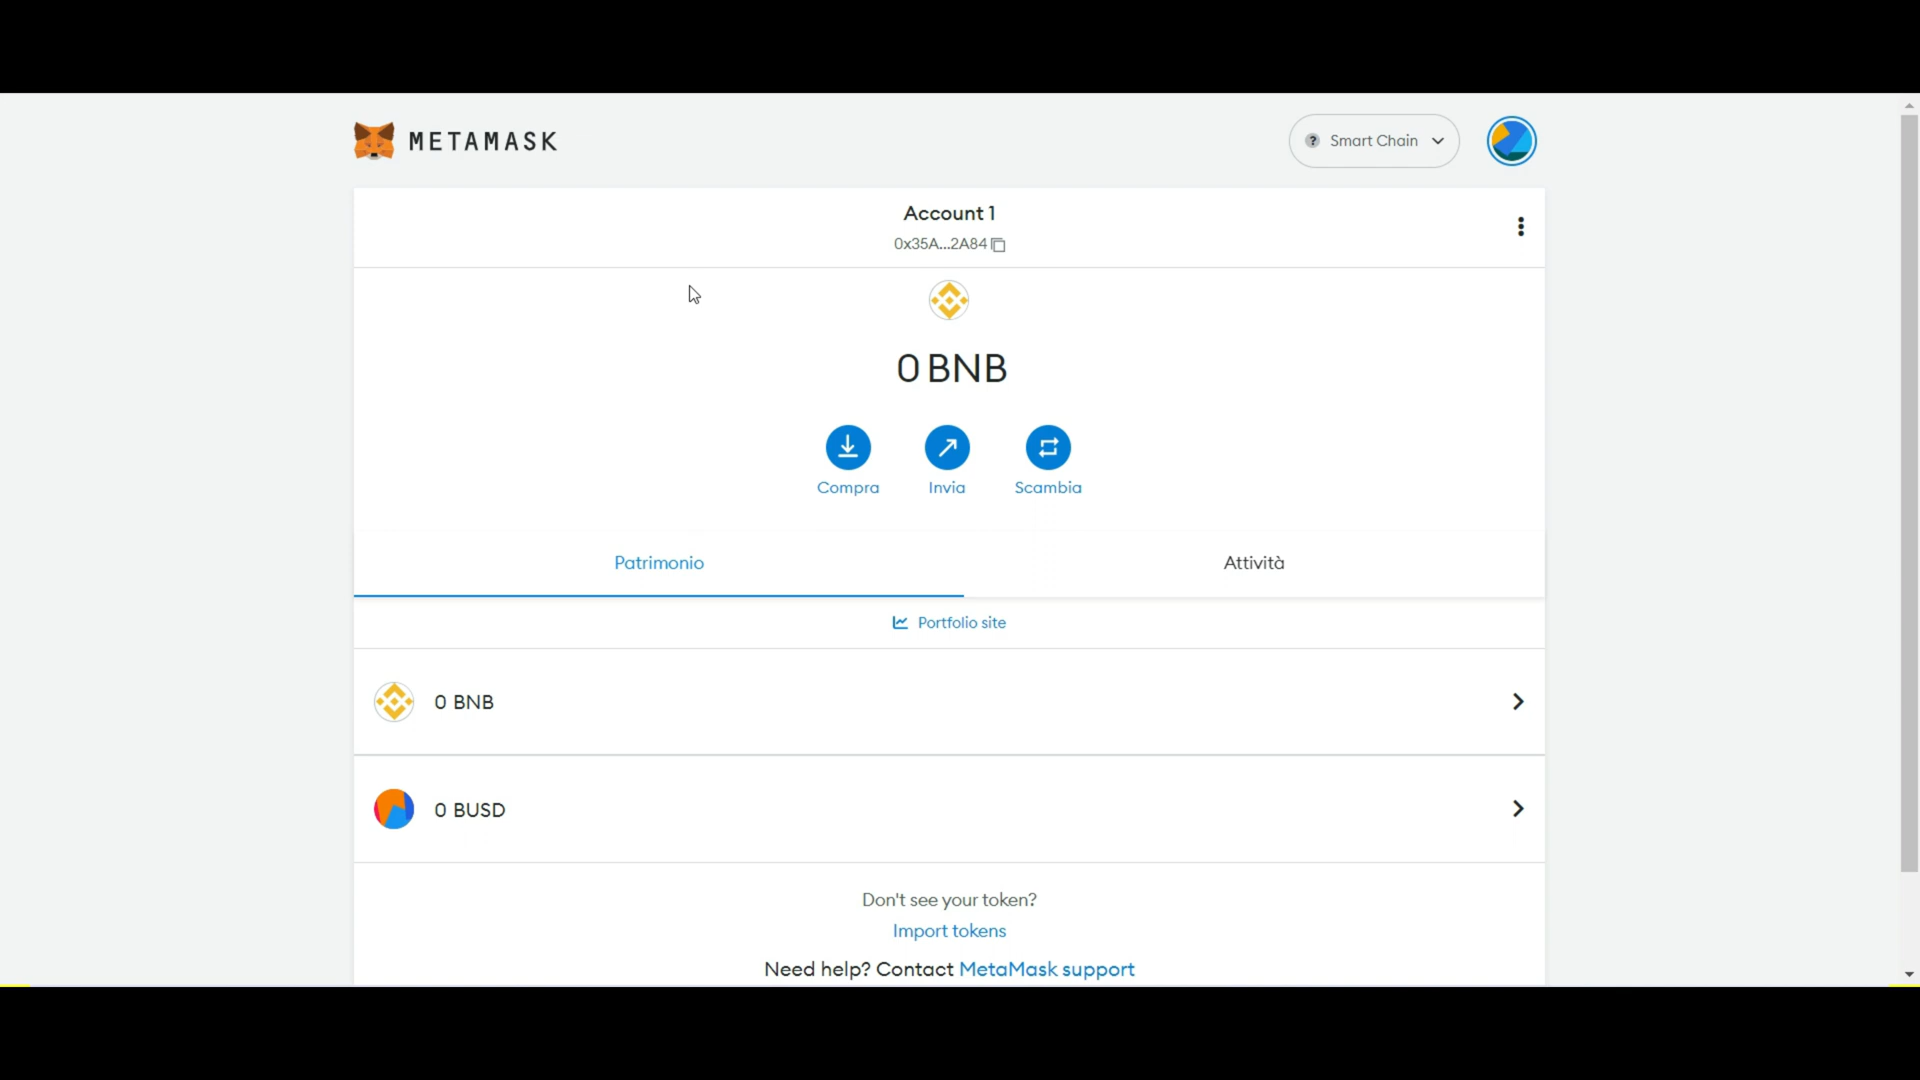 METAMASK
? Smart Chain
Account 1
0x35A...2A84
0 BNB
Compra
Invia
Scambia
Patrimonio
Attività
Portfolio site
0 BNB
0 BUSD
Don't see your token?
Import tokens
Need help? Contact MetaMask support